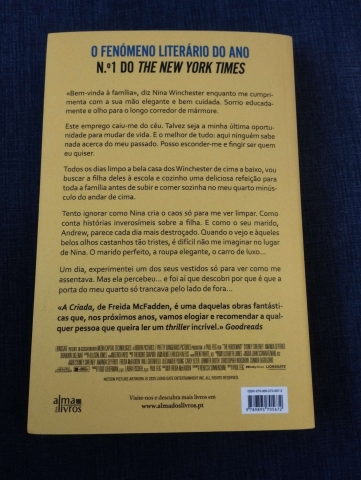 O FENÓMENO LITERÁRIO DO ANO
N.º 1 DO THE NEW YORK TIMES
«Bem-vinda à família», diz Nina Winchester enquanto me cumpri-
menta com a sua mão elegante e bem cuidada. Sorrio educada-
mente e olho para o longo corredor de mármore.
Este emprego caiu-me do céu. Talvez seja a minha última oportu-
nidade para mudar de vida. E o melhor de tudo: aqui ninguém sabe
nada acerca do meu passado. Posso esconder-me e fingir ser quem
eu quiser.
Todos os dias limpo a bela casa dos Winchester de cima a baixo, vou
buscar a filha deles à escola e cozinho uma deliciosa refeição para
toda a família antes de subir e comer sozinha no meu quarto minús-
culo do andar de cima.
Tento ignorar como Nina cria o caos só para me ver limpar. Como
conta histórias inverosímeis sobre a filha. E como o seu marido,
Andrew, parece cada dia mais destroçado. Quando o vejo e àqueles
belos olhos castanhos tão tristes, é difícil não me imaginar no lugar
de Nina. O marido perfeito, a roupa elegante, o carro de luxo...
Um dia, experimentei um dos seus vestidos só para ver como me
assentava. Mas ela percebeu... e foi aí que descobri por que é que a
porta do meu quarto só trancava pelo lado de fora...
«A Criada, de Freida McFadden, é uma daquelas obras fantásti-
cas que, nos próximos anos, vamos elogiar e recomendar a qual-
quer pessoa que queira ler um thriller incrível.» Goodreads
alma
dos
livros
Visite-nos e descubra mais livros em
www.almadoslivros.pt